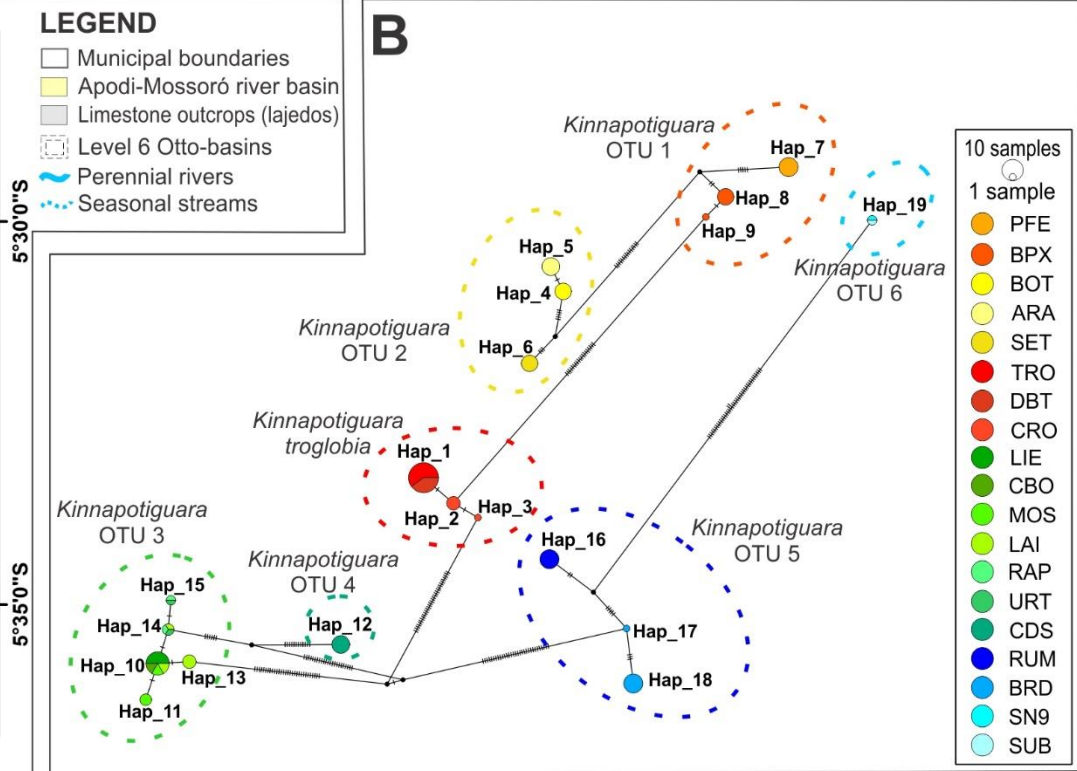 LEGEND
Municipal boundaries
Apodi-Mossoró river basin
Limestone outcrops (lajedos)
Level 6 Otto-basins
Perennial rivers
Seasonal streams
B
5°30'0"S
5°35'0"S
Kinnapotiguara
OTU 1
Hap_7
Hap_8
Hap_9
Hap_19
Kinnapotiguara
OTU 6
Hap_5
Hap_4
Hap_6
Kinnapotiguara
OTU 2
Kinnapotiguara
troglobia
Hap_1
Hap_2
Hap_3
Kinnapotiguara
OTU 3
Kinnapotiguara
OTU 4
Kinnapotiguara
OTU 5
Hap_16
Hap_15
Hap_14
Hap_12
Hap_17
Hap_10
Hap_13
Hap_18
Hap_11
10 samples
1 sample
PFE
BPX
BOT
ARA
SET
TRO
DBT
CRO
LIE
CBO
MOS
LAI
RAP
URT
CDS
RUM
BRD
SN9
SUB